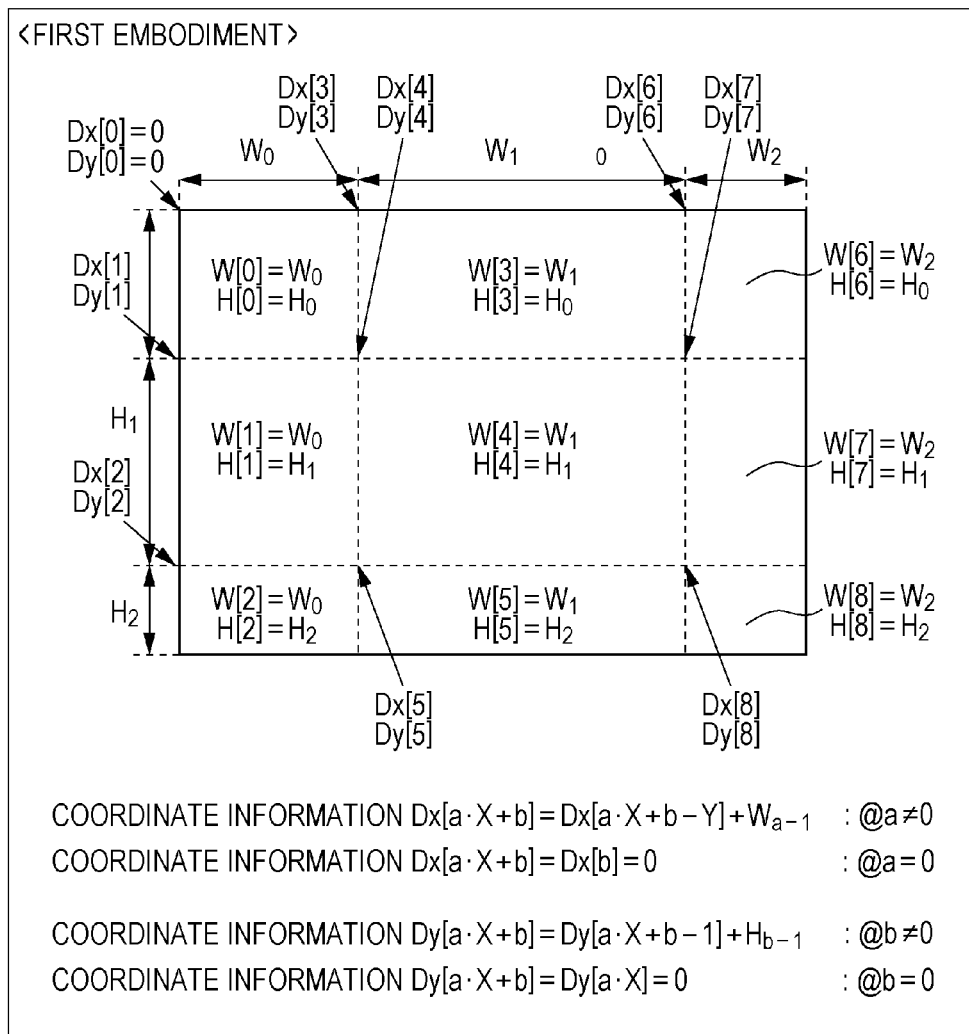 <FIRST EMBODIMENT>
Dx[3]
Dy[3]
Dx[4]
Dy[4]
Dx[6]
Dy[6]
Dx[7]
Dy[7]
Dx[0]=0
Dy[0]=0
W₀
W₁
0
W₂
Dx[1]
Dy[1]
W[0]=W₀
H[0]=H₀
W[3]=W₁
H[3]=H₀
W[6]=W₂
H[6]=H₀
H₁
W[1]=W₀
H[1]=H₁
W[4]=W₁
H[4]=H₁
W[7]=W₂
H[7]=H₁
Dx[2]
Dy[2]
H₂
W[2]=W₀
H[2]=H₂
W[5]=W₁
H[5]=H₂
W[8]=W₂
H[8]=H₂
Dx[5]
Dy[5]
Dx[8]
Dy[8]
COORDINATE INFORMATION Dx[a·X+b]=Dx[a·X+b−Y]+Wₐ₋₁ : @a≠0
COORDINATE INFORMATION Dx[a·X+b]=Dx[b]=0 : @a=0
COORDINATE INFORMATION Dy[a·X+b]=Dy[a·X+b−1]+H_{b−1} : @b≠0
COORDINATE INFORMATION Dy[a·X+b]=Dy[a·X]=0 : @b=0